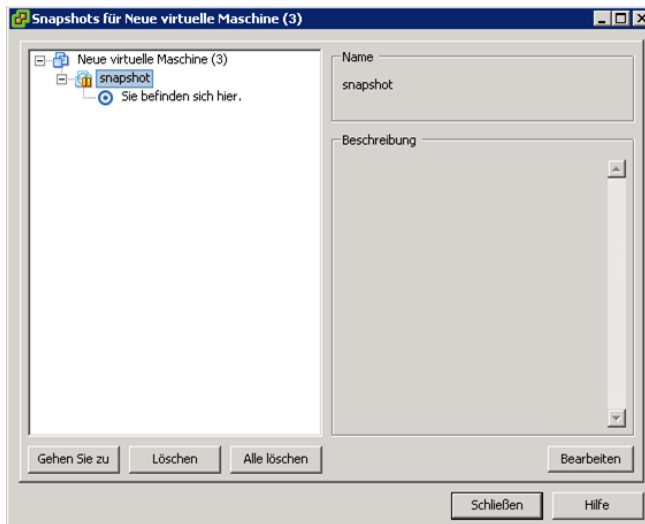 Snapshots für Neue virtuelle Maschine (3)
Neue virtuelle Maschine (3)
snapshot
Sie befinden sich hier.
Name
snapshot
Beschreibung
Gehen Sie zu
Löschen
Alle löschen
Bearbeiten
Schließen
Hilfe